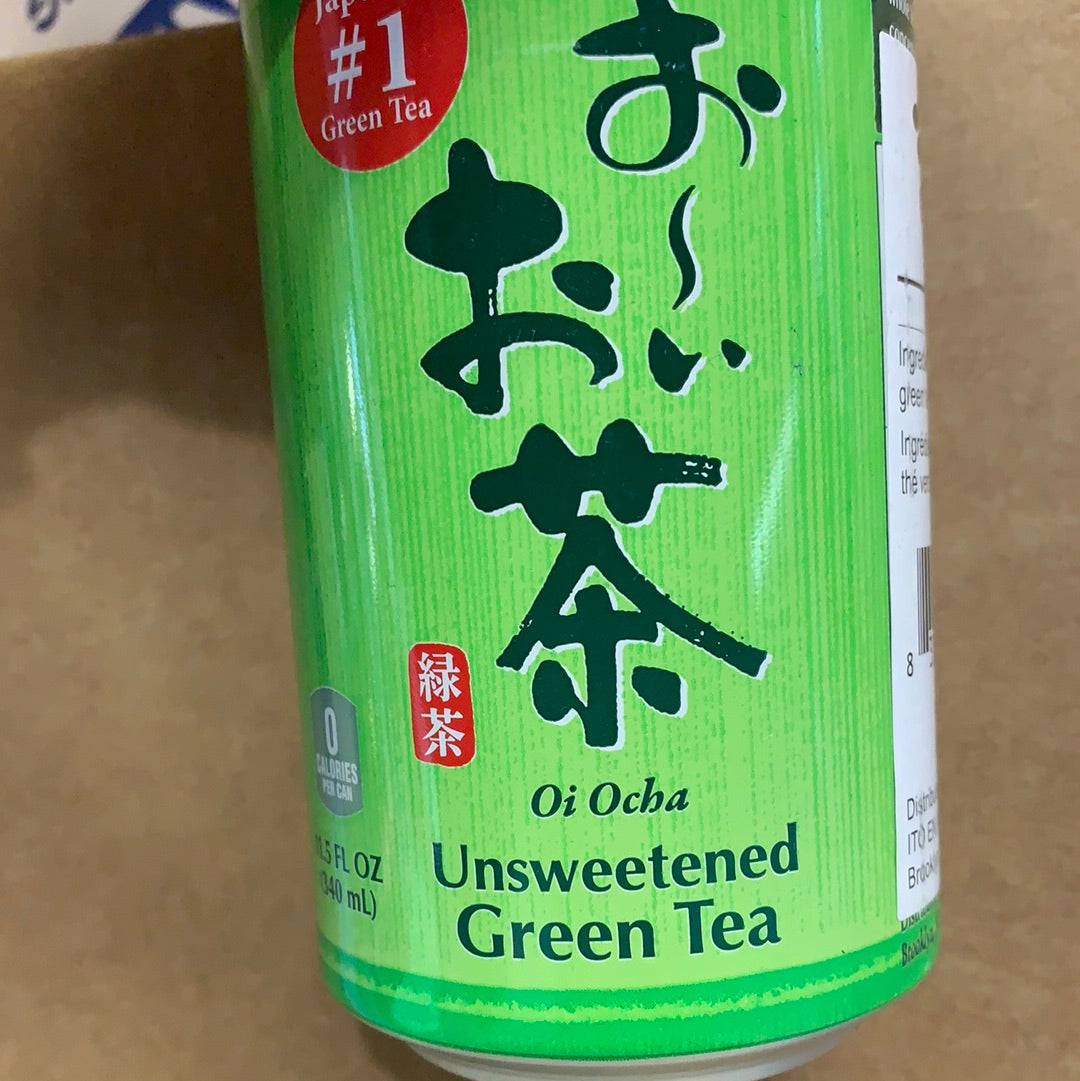 #1
Green Tea
お〜い
お茶
緑茶
0
CALORIES
PER CAN
FL OZ
(340 mL)
Oi Ocha
Unsweetened
Green Tea
8